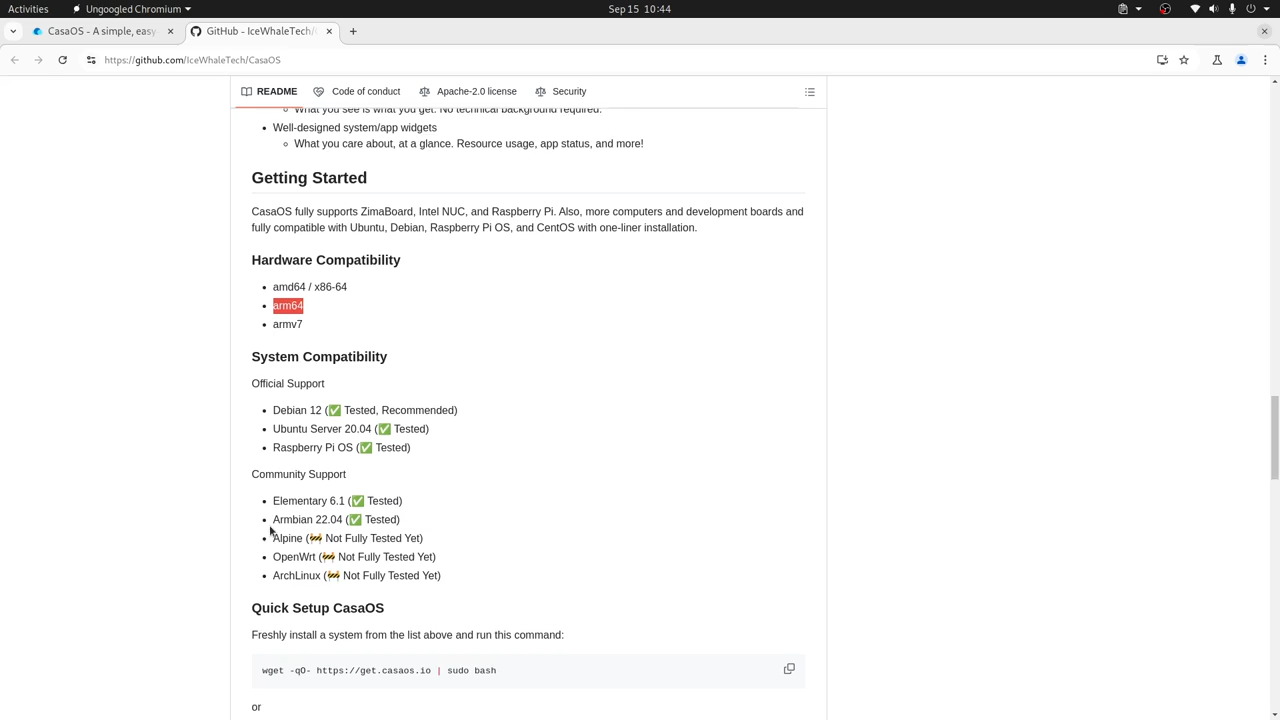 Activities
Ungoogled Chromium
Sep 15 10:44
CasaOS - A simple, easy
GitHub - IceWhaleTech/
https://github.com/IceWhaleTech/CasaOS
README
Code of conduct
Apache-2.0 license
Security
What you see is what you get. No technical background required.
Well-designed system/app widgets
What you care about, at a glance. Resource usage, app status, and more!
Getting Started
CasaOS fully supports ZimaBoard, Intel NUC, and Raspberry Pi. Also, more computers and development boards and
fully compatible with Ubuntu, Debian, Raspberry Pi OS, and CentOS with one-liner installation.
Hardware Compatibility
amd64 / x86-64
arm64
armv7
System Compatibility
Official Support
Debian 12 (✅ Tested, Recommended)
Ubuntu Server 20.04 (✅ Tested)
Raspberry Pi OS (✅ Tested)
Community Support
Elementary 6.1 (✅ Tested)
Armbian 22.04 (✅ Tested)
Alpine (🚧 Not Fully Tested Yet)
OpenWrt (🚧 Not Fully Tested Yet)
ArchLinux (🚧 Not Fully Tested Yet)
Quick Setup CasaOS
Freshly install a system from the list above and run this command:
wget -qO- https://get.casaos.io | sudo bash
or